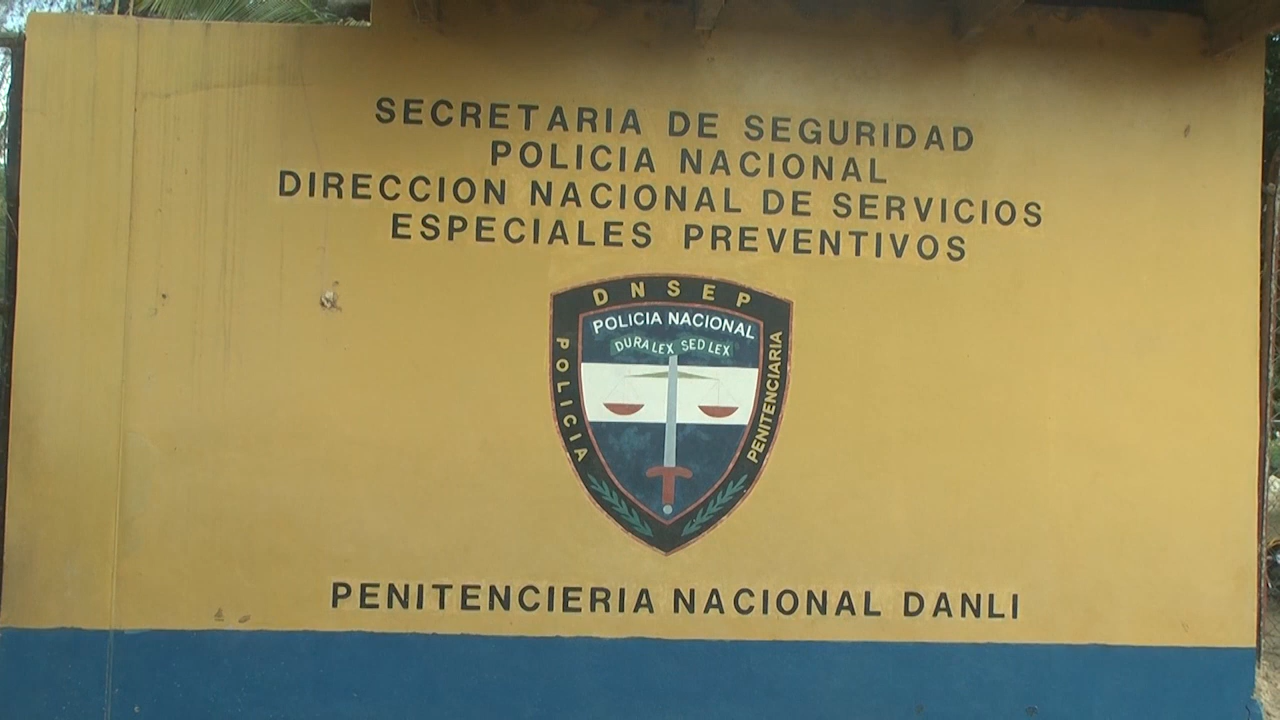 SECRETARIA DE SEGURIDAD
POLICIA NACIONAL
DIRECCION NACIONAL DE SERVICIOS
ESPECIALES PREVENTIVOS
DNSEP
POLICIA NACIONAL
DURA LEX SED LEX
POLICIA
PENITENCIARIA
PENITENCIERIA NACIONAL DANLI